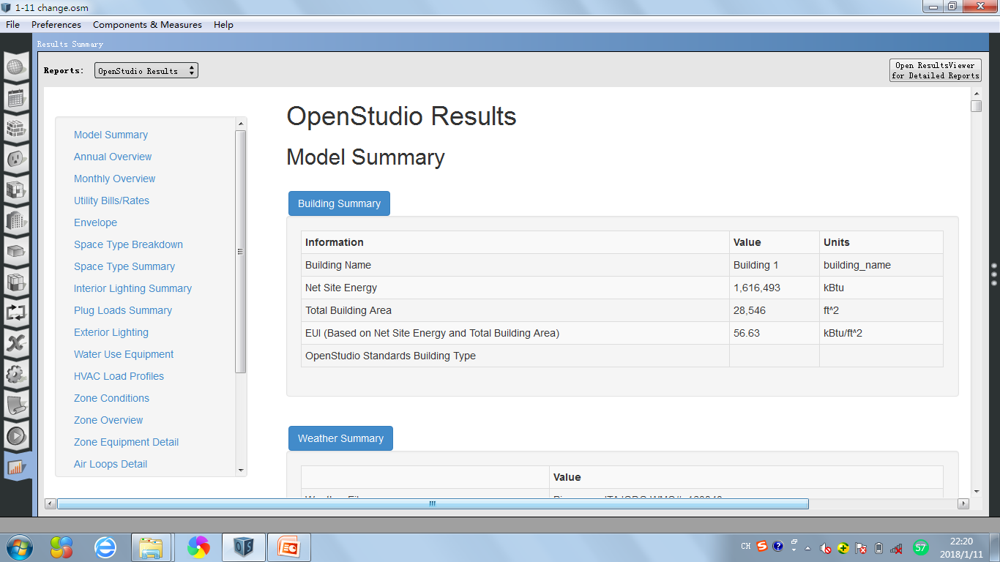 1-11 change.osm
File Preferences Components & Measures Help
Results Summary
Reports: OpenStudio Results
Open ResultsViewer
for Detailed Reports
Model Summary
Annual Overview
Monthly Overview
Utility Bills/Rates
Envelope
Space Type Breakdown
Space Type Summary
Interior Lighting Summary
Plug Loads Summary
Exterior Lighting
Water Use Equipment
HVAC Load Profiles
Zone Conditions
Zone Overview
Zone Equipment Detail
Air Loops Detail
OpenStudio Results
Model Summary
Building Summary
Information Value Units
Building Name Building 1 building_name
Net Site Energy 1,616,493 kBtu
Total Building Area 28,546 ft^2
EUI (Based on Net Site Energy and Total Building Area) 56.63 kBtu/ft^2
OpenStudio Standards Building Type
Weather Summary
Value
CH
57
22:20
2018/1/11